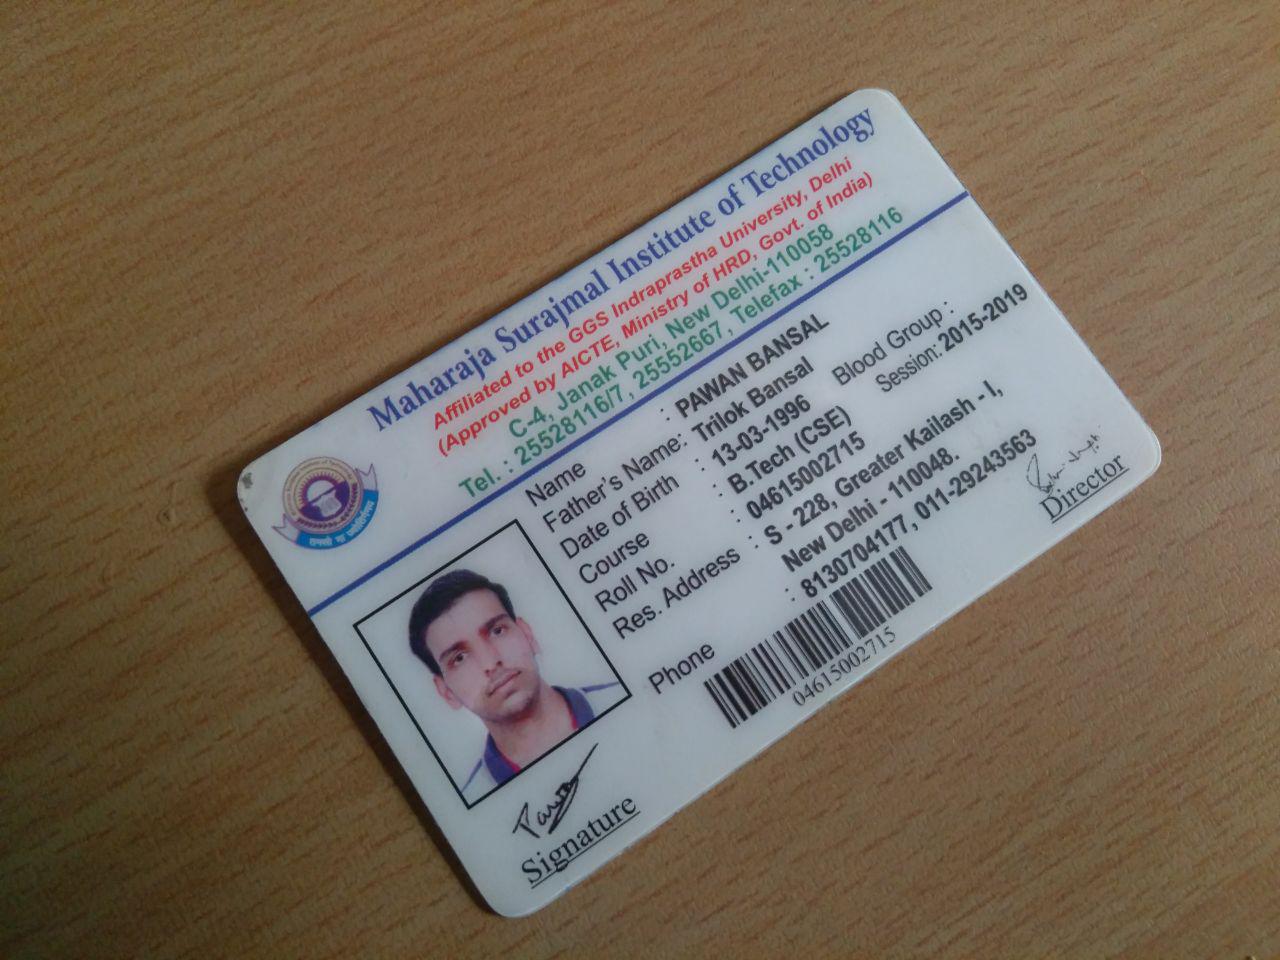 Maharaja Surajmal Institute of Technology
Affiliated to the GGS Indraprastha University, Delhi
(Approved by AICTE, Ministry of HRD, Govt. of India)
C-4, Janak Puri, New Delhi-110058
Tel. : 25528116/7, 25552667, Telefax : 25528116
Name : PAWAN BANSAL
Father's Name: Trilok Bansal
Blood Group :
Date of Birth : 13-03-1996
Session: 2015-2019
Course : B.Tech (CSE)
Roll No. : 04615002715
Res. Address : S - 228, Greater Kailash - I,
New Delhi - 110048.
Phone : 8130704177, 011-29243563
04615002715
Signature
Director